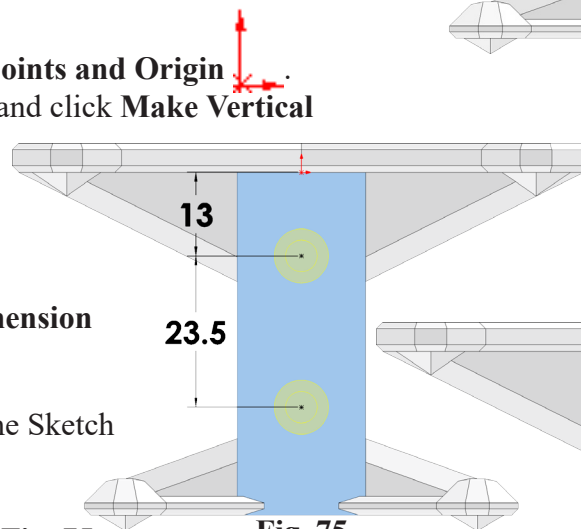 oints and Origin .
and click Make Vertical
13
nension
23.5
ne Sketch
Fig. 75